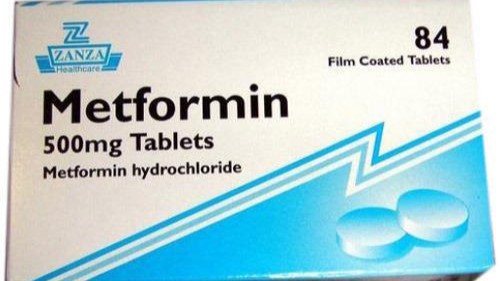 ZANZA
Healthcare
84
Film Coated Tablets
Metformin
500mg Tablets
Metformin hydrochloride